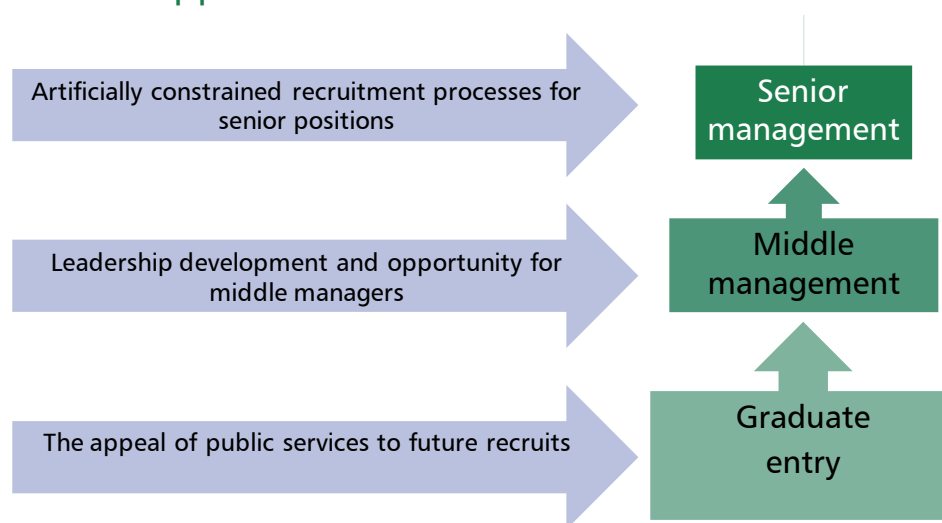 Artificially constrained recruitment processes for
senior positions
Senior
management
Leadership development and opportunity for
middle managers
Middle
management
The appeal of public services to future recruits
Graduate
entry